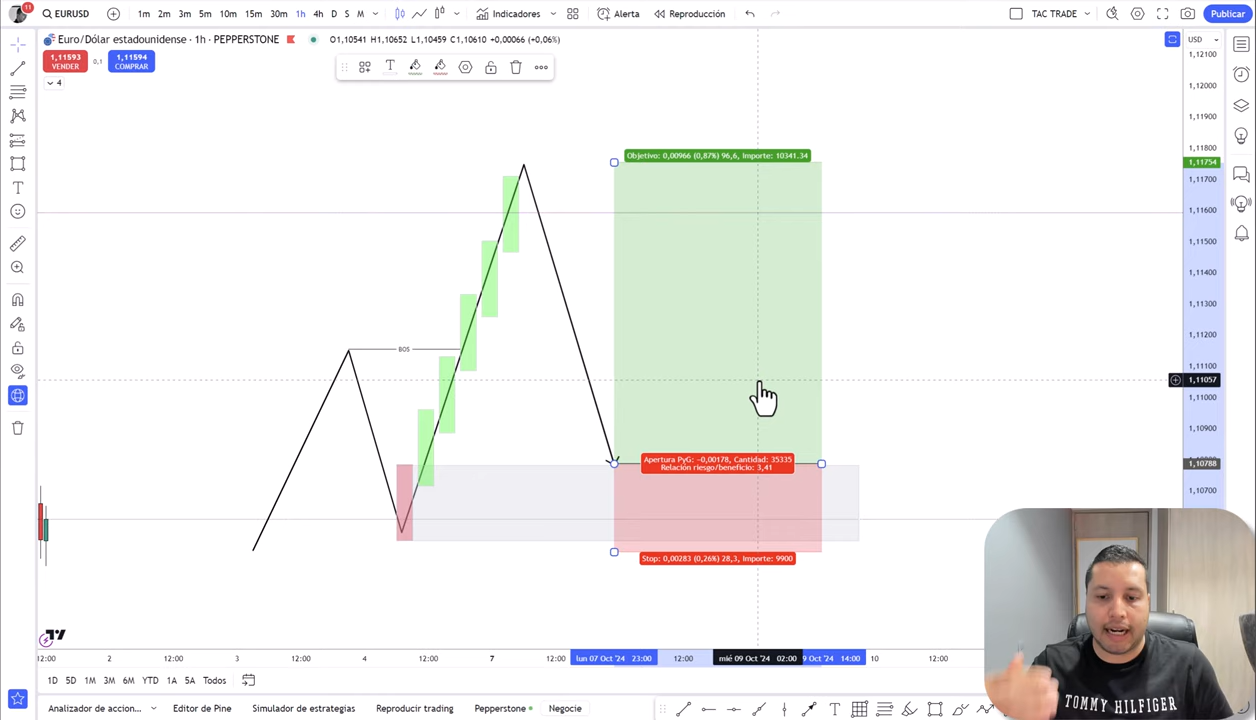 11
EURUSD
1m 2m 3m 5m 10m 15m 30m 1h 4h D S M
Indicadores
Alerta
Reproducción
TAC TRADE
Publicar
Euro/Dólar estadounidense · 1h · PEPPERSTONE
O1,10541 H1,10652 L1,10459 C1,10610 +0,00066 (+0,06%)
USD
1,11593
VENDER
0,1
1,11594
COMPRAR
4
1,12100
1,12000
1,11900
1,11800
1,11754
1,11700
1,11600
1,11500
1,11400
1,11300
1,11200
1,11100
1,11057
1,11000
1,10900
1,10788
1,10700
Objetivo: 0,00966 (0,87%) 96,6, Importe: 10341.34
BOS
Apertura PyG: −0,00178, Cantidad: 35335
Relación riesgo/beneficio: 3,41
Stop: 0,00283 (0,26%) 28,3, Importe: 9900
12:00 2 12:00 3 12:00 4 12:00 7 12:00 lun 07 Oct '24 23:00 12:00 mié 09 Oct '24 02:00 9 Oct '24 14:00 10 12:00
1D 5D 1M 3M 6M YTD 1A 5A Todos
Analizador de accion...
Editor de Pine
Simulador de estrategias
Reproducir trading
Pepperstone
Negocie
TOMMY HILFIGER